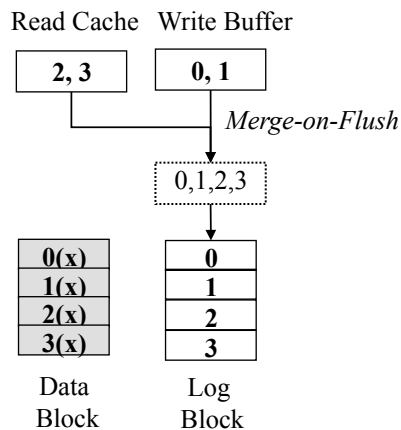 Read Cache Write Buffer
2, 3 0, 1
Merge-on-Flush
0,1,2,3
0(x) 0
1(x) 1
2(x) 2
3(x) 3
Data Log
Block Block